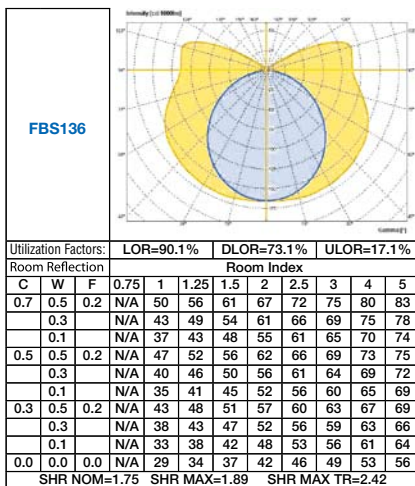 Intensity [cd/1000lm]
FBS136
Gamma[°]
Utilization Factors: LOR=90.1% DLOR=73.1% ULOR=17.1%
Room Reflection Room Index
C W F 0.75 1 1.25 1.5 2 2.5 3 4 5
0.7 0.5 0.2 N/A 50 56 61 67 72 75 80 83
0.3 N/A 43 49 54 61 66 69 75 78
0.1 N/A 37 43 48 55 61 65 70 74
0.5 0.5 0.2 N/A 47 52 56 62 66 69 73 75
0.3 N/A 40 46 50 56 61 64 69 72
0.1 N/A 35 41 45 52 56 60 65 69
0.3 0.5 0.2 N/A 43 48 51 57 60 63 67 69
0.3 N/A 38 43 47 52 56 59 63 66
0.1 N/A 33 38 42 48 53 56 61 64
0.0 0.0 0.0 N/A 29 34 37 42 46 49 53 56
SHR NOM=1.75 SHR MAX=1.89 SHR MAX TR=2.42